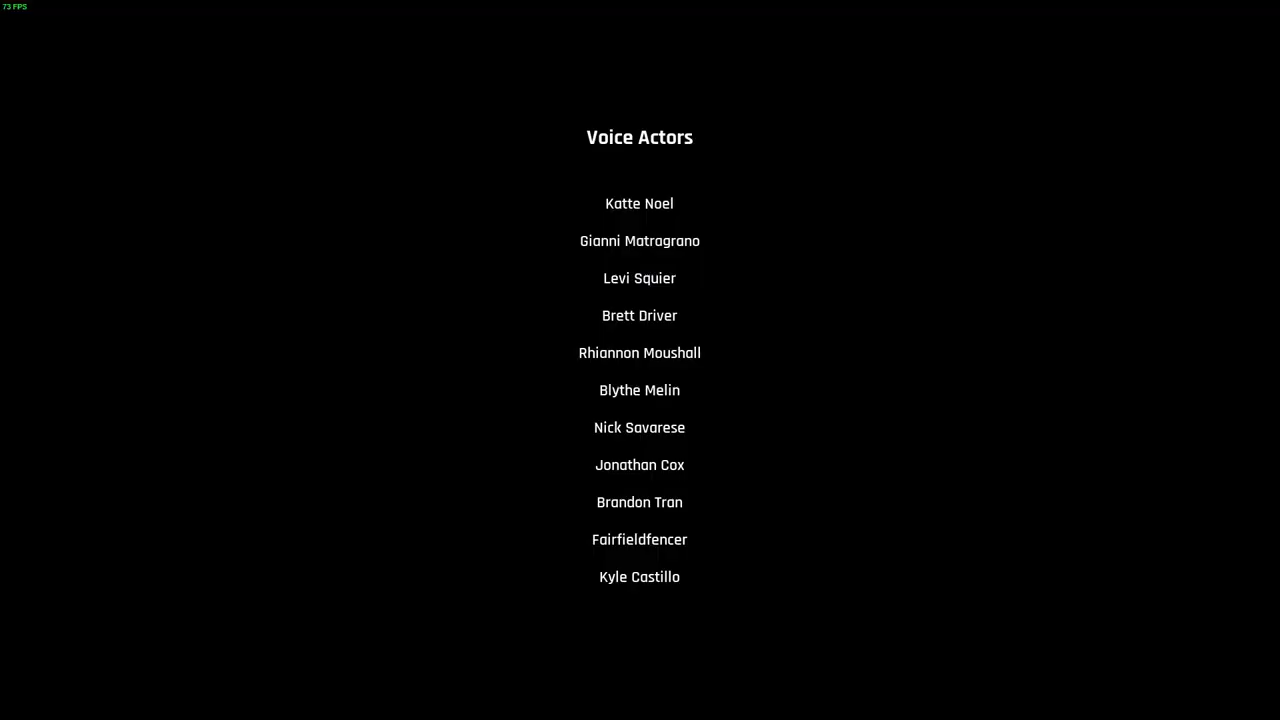 73 FPS
Voice Actors
Katte Noel
Gianni Matragrano
Levi Squier
Brett Driver
Rhiannon Moushall
Blythe Melin
Nick Savarese
Jonathan Cox
Brandon Tran
Fairfieldfencer
Kyle Castillo